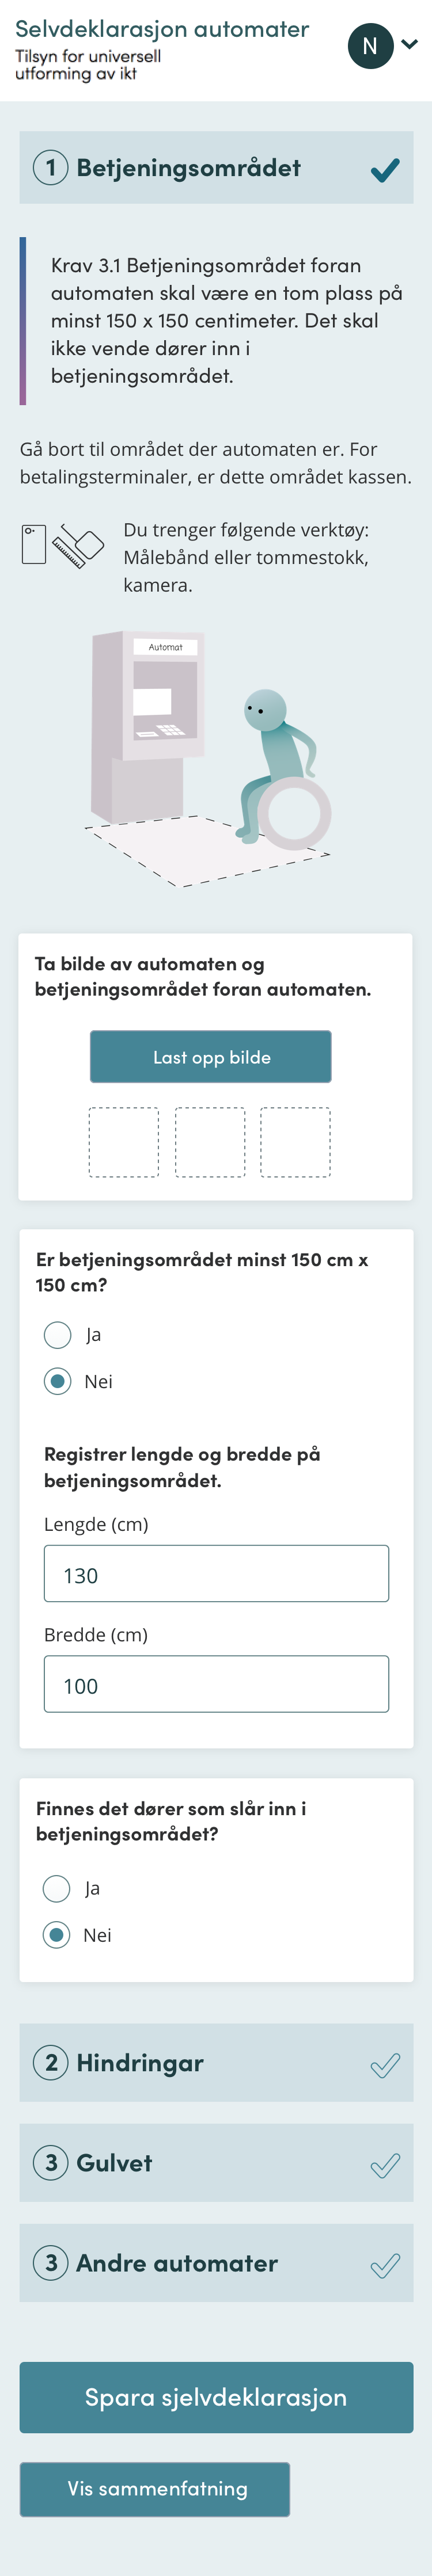 Selvdeklarasjon automater
Tilsyn for universell
utforming av ikt
N
1 Betjeningsområdet
Krav 3.1 Betjeningsområdet foran
automaten skal være en tom plass på
minst 150 x 150 centimeter. Det skal
ikke vende dører inn i
betjeningsområdet.
Gå bort til området der automaten er. For
betalingsterminaler, er dette området kassen.
Du trenger følgende verktøy:
Målebånd eller tommestokk,
kamera.
Automat
Ta bilde av automaten og
betjeningsområdet foran automaten.
Last opp bilde
Er betjeningsområdet minst 150 cm x
150 cm?
Ja
Nei
Registrer lengde og bredde på
betjeningsområdet.
Lengde (cm)
130
Bredde (cm)
100
Finnes det dører som slår inn i
betjeningsområdet?
Ja
Nei
2 Hindringar
3 Gulvet
3 Andre automater
Spara sjelvdeklarasjon
Vis sammenfatning